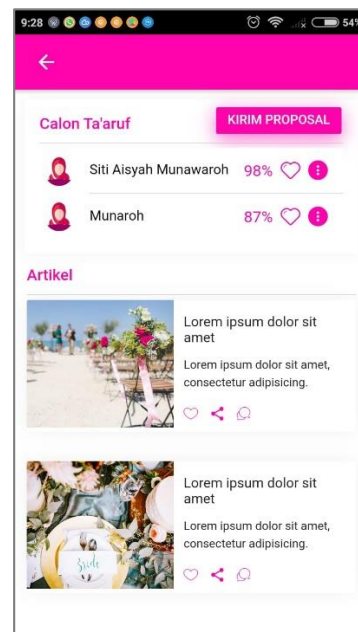 9:28
54%
Calon Ta'aruf
KIRIM PROPOSAL
Siti Aisyah Munawaroh 98%
Munaroh 87%
Artikel
Lorem ipsum dolor sit
amet
Lorem ipsum dolor sit amet,
consectetur adipisicing.
Lorem ipsum dolor sit
amet
Lorem ipsum dolor sit amet,
consectetur adipisicing.
Bride